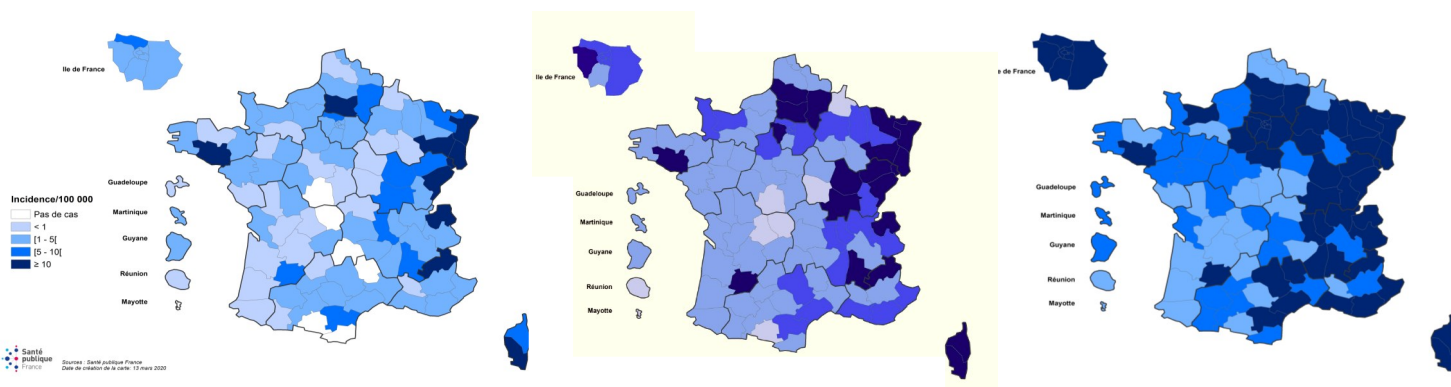 Ile de France
Guadeloupe
Martinique
Guyane
Réunion
Mayotte
Incidence/100 000
Pas de cas
< 1
[1 - 5[
[5 - 10[
≥ 10
Santé
publique
France
Sources : Santé publique France
Date de création de la carte: 13 mars 2020
Ile de France
Guadeloupe
Martinique
Guyane
Réunion
Mayotte
e de France
Guadeloupe
Martinique
Guyane
Réunion
Mayotte